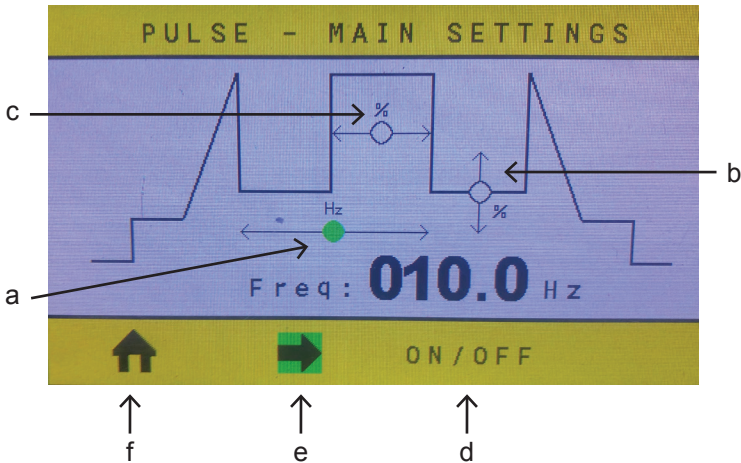 PULSE - MAIN SETTINGS
c
%
b
%
Hz
a
Freq: 010.0 Hz
ON/OFF
f
e
d